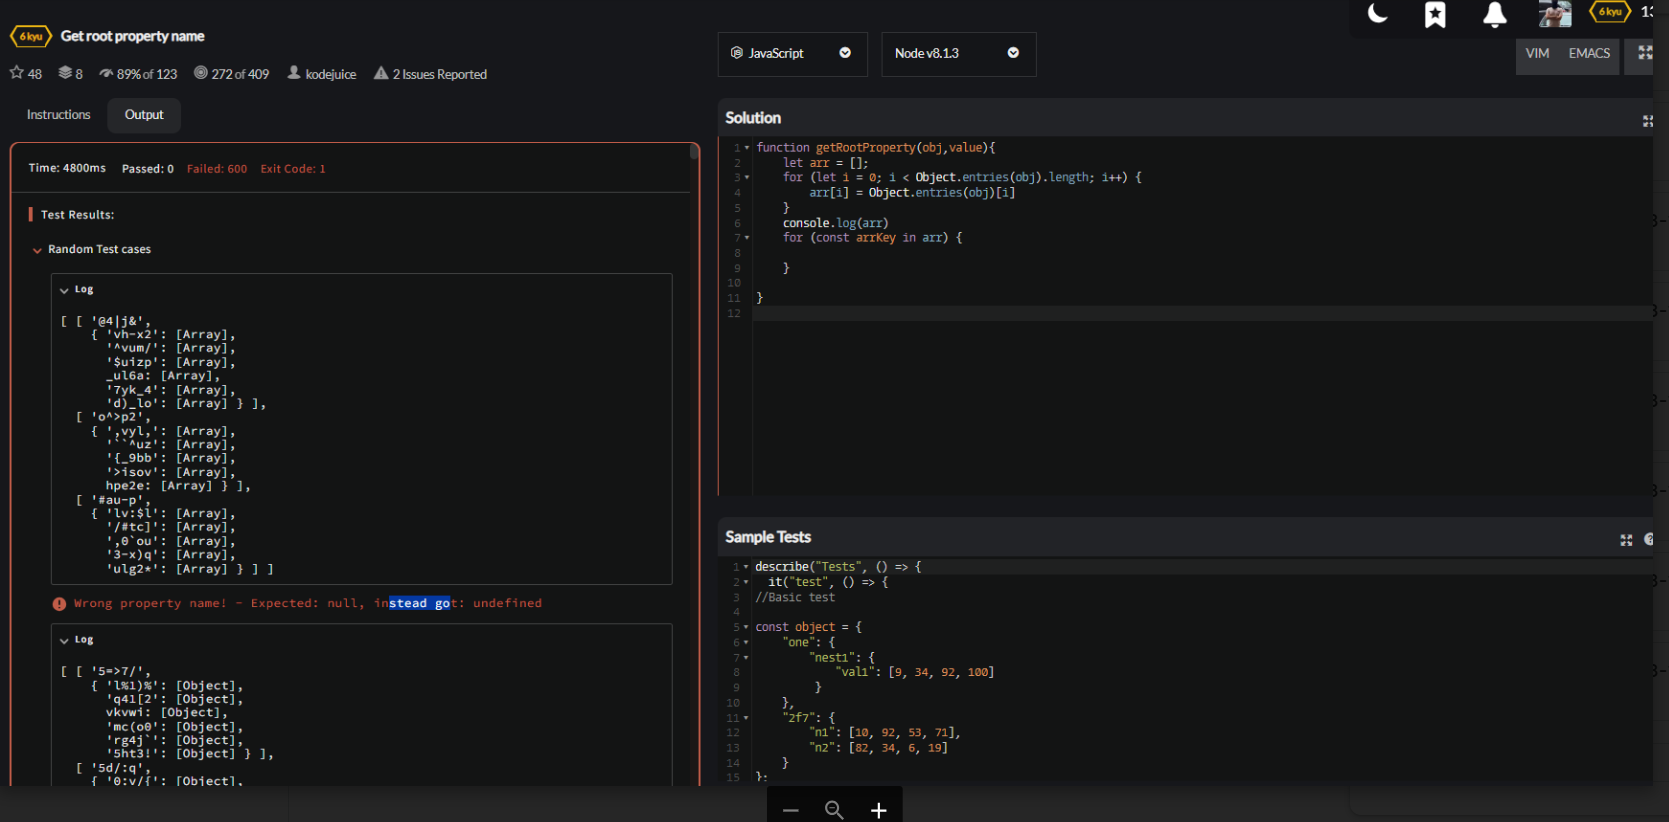 6 kyu Get root property name
48 8 89% of 123 272 of 409 kodejuice 2 Issues Reported
Instructions Output
Time: 4800ms Passed: 0 Failed: 600 Exit Code: 1
Test Results:
Random Test cases
Log
[ [ '@4|j&',
{ 'vh-x2': [Array],
'^vum/': [Array],
'$uizp': [Array],
_ul6a: [Array],
'7yk_4': [Array],
'd)_lo': [Array] } ],
[ 'o^>p2',
{ ',vyl,': [Array],
'``^uz': [Array],
'{_9bb': [Array],
'>isov': [Array],
hpe2e: [Array] } ],
[ '#au-p',
{ 'lv:$l': [Array],
'/#tc]': [Array],
',0`ou': [Array],
'3-x)q': [Array],
'ulg2*': [Array] } ] ]
Wrong property name! - Expected: null, instead got: undefined
Log
[ [ '5=>7/',
{ 'l%1)%': [Object],
'q41[2': [Object],
vkvwi: [Object],
'mc(o0': [Object],
'rg4j`': [Object],
'5ht3!': [Object] } ],
[ '5d/:q',
{ '0:v/{': [Object],
6 kyu
JavaScript Node v8.1.3 VIM EMACS
Solution
1 function getRootProperty(obj,value){
2 let arr = [];
3 for (let i = 0; i < Object.entries(obj).length; i++) {
4 arr[i] = Object.entries(obj)[i]
5 }
6 console.log(arr)
7 for (const arrKey in arr) {
8
9 }
10
11 }
12
Sample Tests
1 describe("Tests", () => {
2 it("test", () => {
3 //Basic test
4
5 const object = {
6 "one": {
7 "nest1": {
8 "val1": [9, 34, 92, 100]
9 }
10 },
11 "2f7": {
12 "n1": [10, 92, 53, 71],
13 "n2": [82, 34, 6, 19]
14 }
15 };